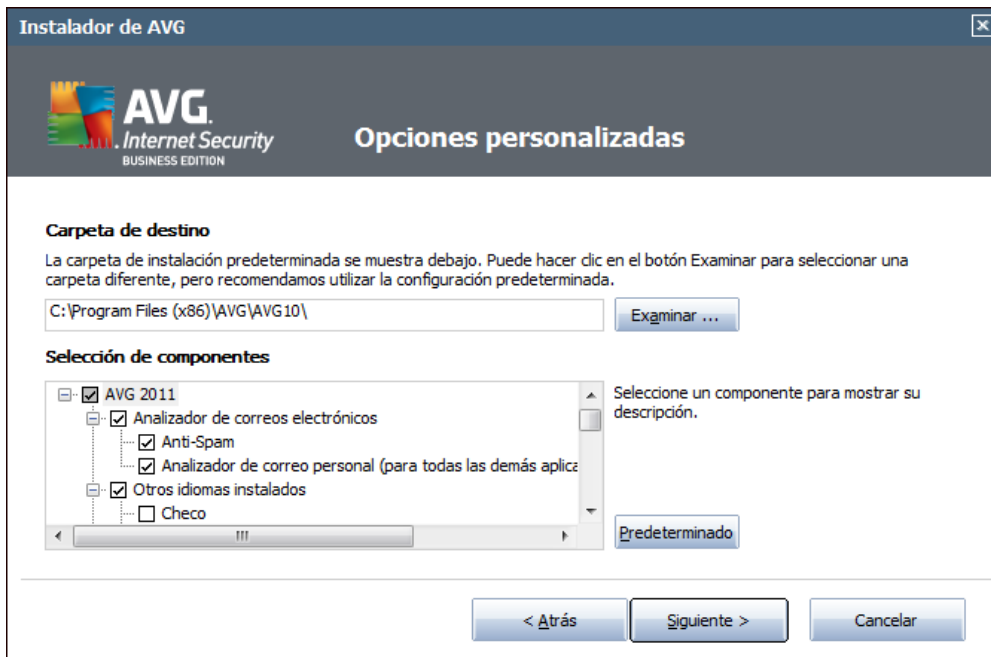 Instalador de AVG
AVG.
Internet Security
BUSINESS EDITION
Opciones personalizadas
Carpeta de destino
La carpeta de instalación predeterminada se muestra debajo. Puede hacer clic en el botón Examinar para seleccionar una
carpeta diferente, pero recomendamos utilizar la configuración predeterminada.
C:\Program Files (x86)\AVG\AVG10\
Examinar ...
Selección de componentes
AVG 2011
Analizador de correos electrónicos
Anti-Spam
Analizador de correo personal (para todas las demás aplica
Otros idiomas instalados
Checo
Seleccione un componente para mostrar su
descripción.
Predeterminado
< Atrás
Siguiente >
Cancelar